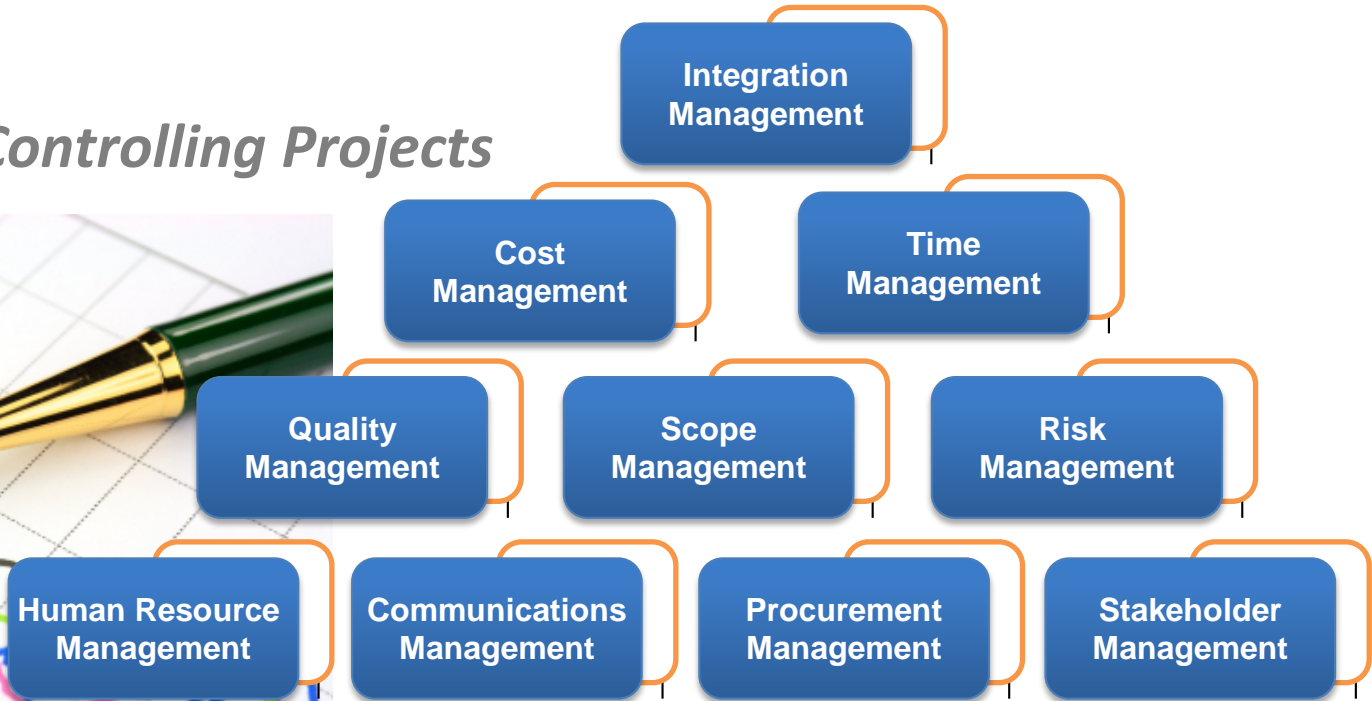 Integration
Management
Controlling Projects
Cost
Management
Time
Management
Quality
Management
Scope
Management
Risk
Management
Human Resource
Management
Communications
Management
Procurement
Management
Stakeholder
Management